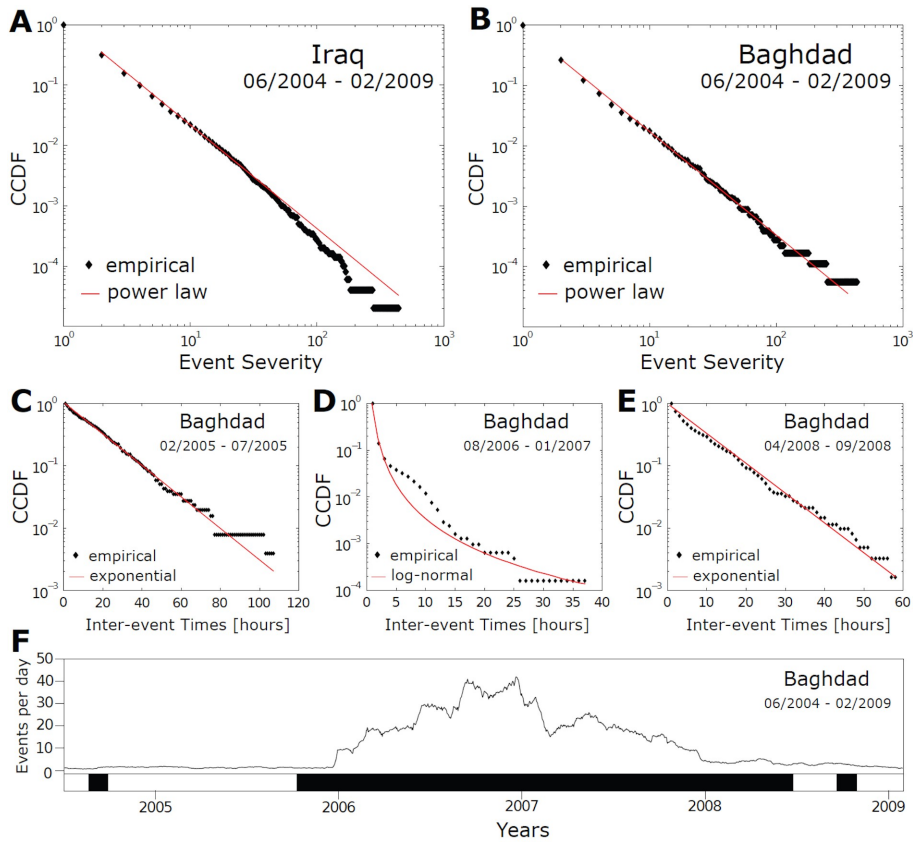 A
Iraq
06/2004 - 02/2009
CCDF
10^0
10^-1
10^-2
10^-3
10^-4
empirical
power law
10^0 10^1 10^2 10^3
Event Severity
B
Baghdad
06/2004 - 02/2009
CCDF
10^0
10^-1
10^-2
10^-3
10^-4
empirical
power law
10^0 10^1 10^2 10^3
Event Severity
C
Baghdad
02/2005 - 07/2005
CCDF
10^0
10^-1
10^-2
10^-3
empirical
exponential
0 20 40 60 80 100 120
Inter-event Times [hours]
D
Baghdad
08/2006 - 01/2007
CCDF
10^0
10^-1
10^-2
10^-3
10^-4
empirical
log-normal
0 5 10 15 20 25 30 35 40
Inter-event Times [hours]
E
Baghdad
04/2008 - 09/2008
CCDF
10^0
10^-1
10^-2
10^-3
empirical
exponential
0 10 20 30 40 50 60
Inter-event Times [hours]
F
Baghdad
06/2004 - 02/2009
Events per day
50
40
30
20
10
0
2005 2006 2007 2008 2009
Years